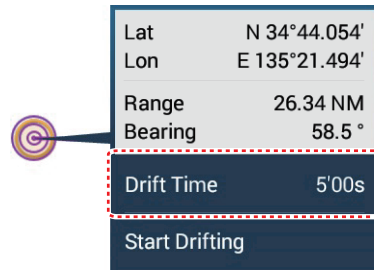 Lat N 34°44.054'
Lon E 135°21.494'
Range 26.34 NM
Bearing 58.5 °
Drift Time 5'00s
Start Drifting